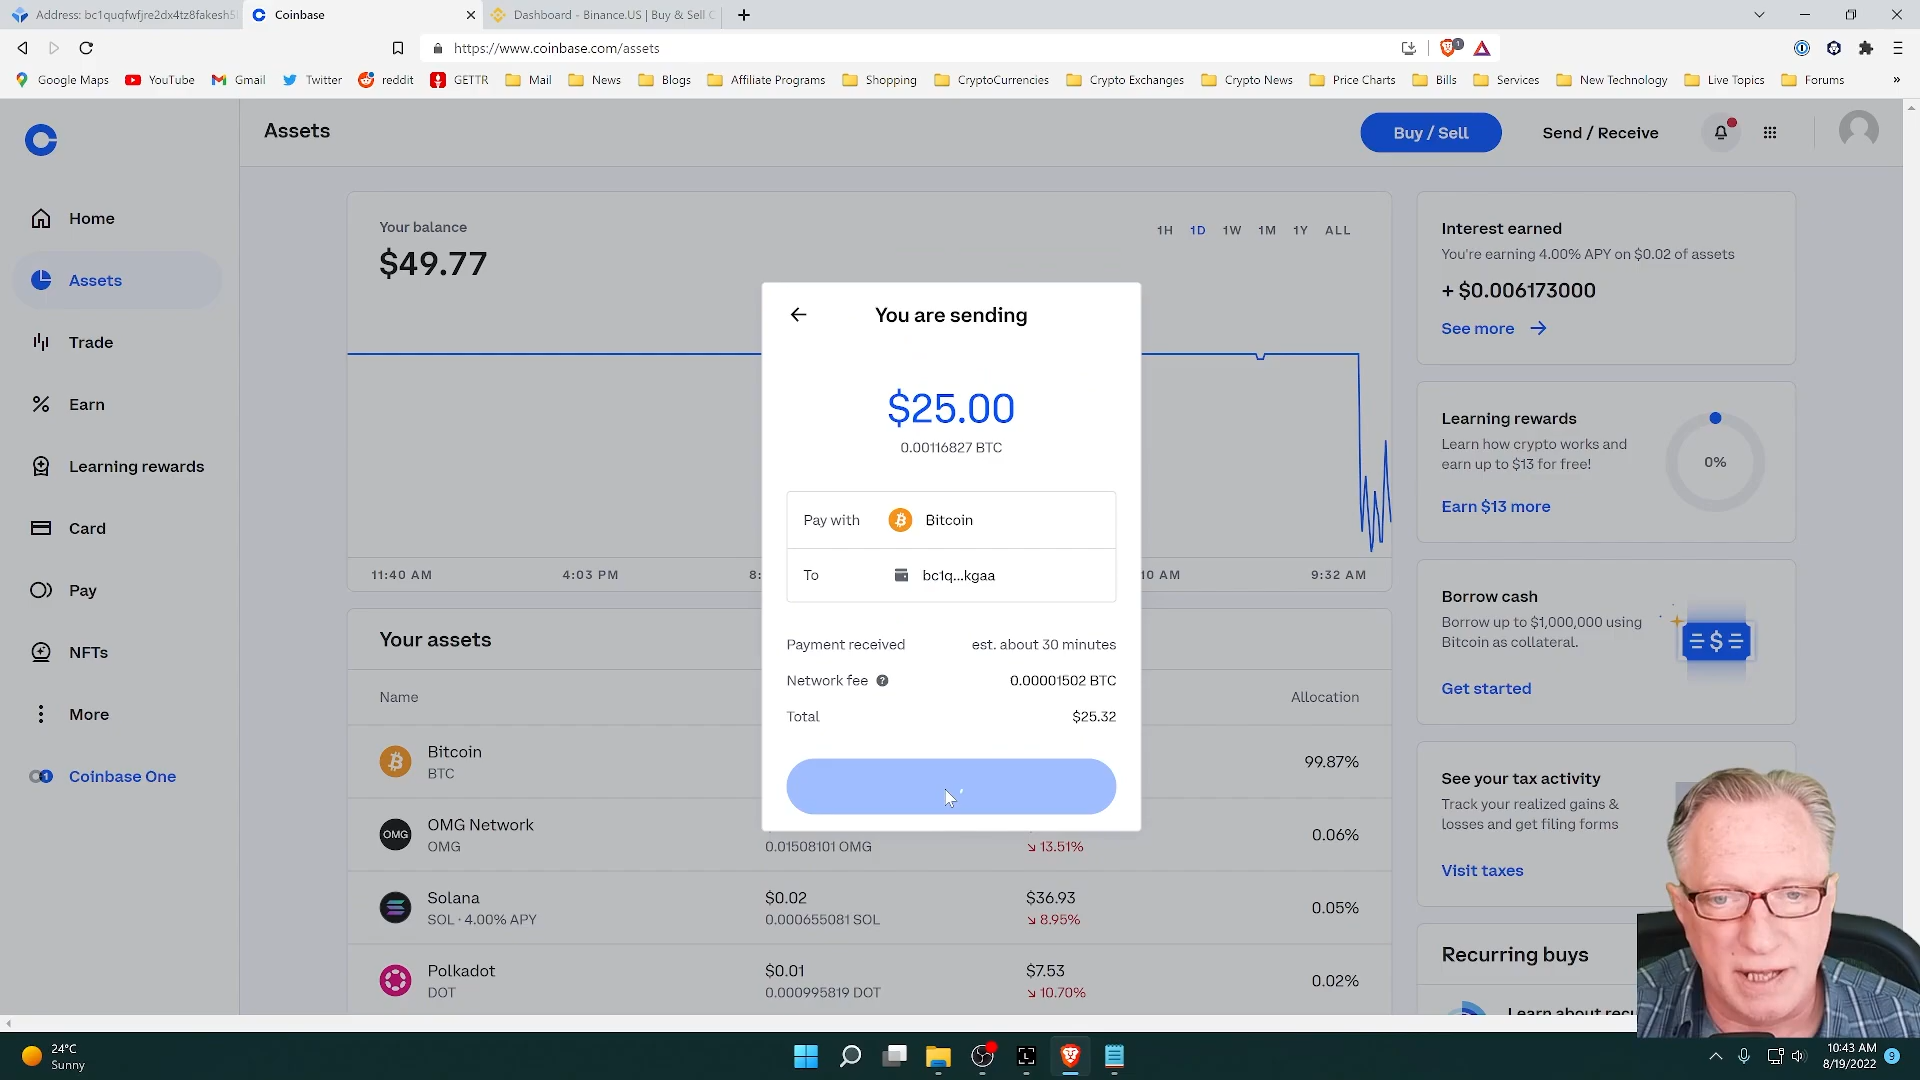 Address: bc1quqfwfjre2dx4tz8fakesh5
Coinbase
Dashboard - Binance.US | Buy & Sell C
https://www.coinbase.com/assets
1
Google Maps
YouTube
Gmail
Twitter
reddit
GETTR
Mail
News
Blogs
Affiliate Programs
Shopping
CryptoCurrencies
Crypto Exchanges
Crypto News
Price Charts
Bills
Services
New Technology
Live Topics
Forums
»
Assets
Buy / Sell
Send / Receive
Home
Assets
Trade
Earn
Learning rewards
Card
Pay
NFTs
More
Coinbase One
Your balance
$49.77
1H 1D 1W 1M 1Y ALL
11:40 AM
4:03 PM
8:
10 AM
9:32 AM
You are sending
$25.00
0.00116827 BTC
Pay with
Bitcoin
To
bc1q...kgaa
Payment received
est. about 30 minutes
Network fee
0.00001502 BTC
Total
$25.32
Your assets
Name
Allocation
Bitcoin
BTC
99.87%
OMG
OMG Network
OMG
0.01508101 OMG
↘ 13.51%
0.06%
Solana
SOL · 4.00% APY
$0.02
0.000655081 SOL
$36.93
↘ 8.95%
0.05%
Polkadot
DOT
$0.01
0.000995819 DOT
$7.53
↘ 10.70%
0.02%
Interest earned
You're earning 4.00% APY on $0.02 of assets
+ $0.006173000
See more
Learning rewards
Learn how crypto works and
earn up to $13 for free!
0%
Earn $13 more
Borrow cash
Borrow up to $1,000,000 using
Bitcoin as collateral.
Get started
See your tax activity
Track your realized gains &
losses and get filing forms
Visit taxes
Recurring buys
Learn about recu
24°C
Sunny
10:43 AM
8/19/2022
9